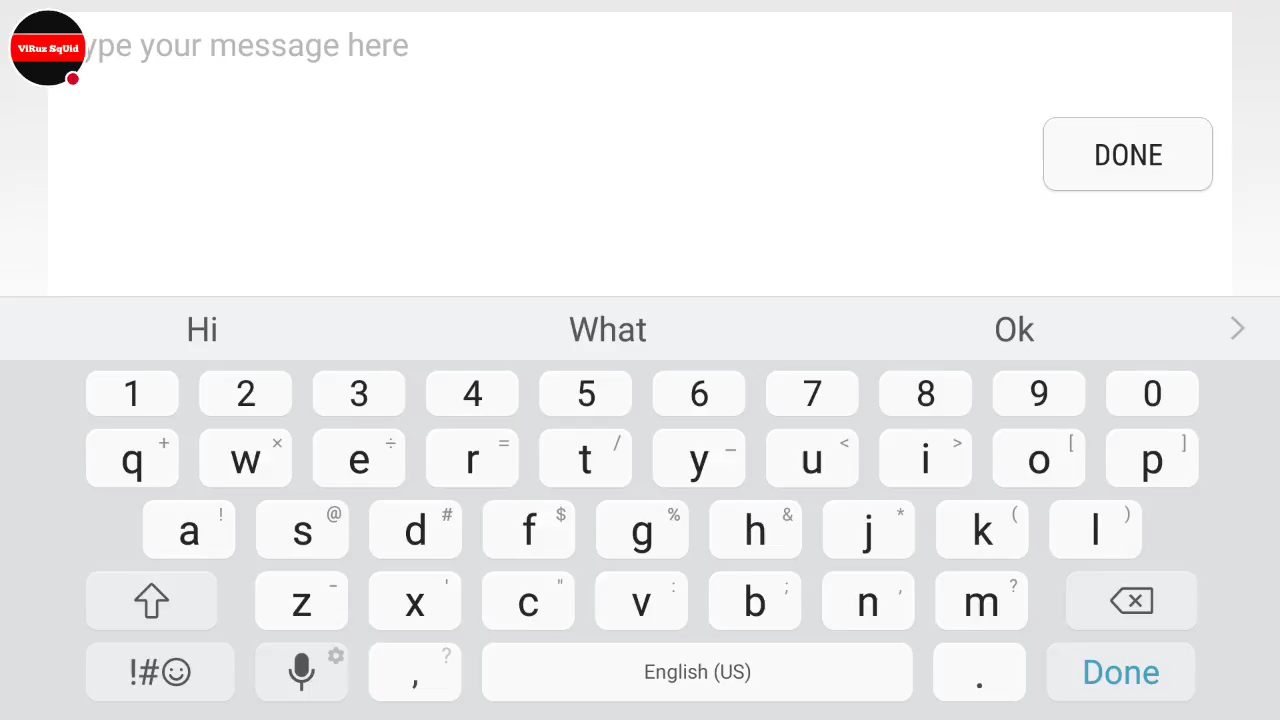 ViRuz SqUid
ype your message here
DONE
Hi What Ok
1 2 3 4 5 6 7 8 9 0
q + w × e ÷ r = t / y _ u < i > o [ p ]
a ! s @ d # f $ g % h & j * k ( l )
z - x ' c " v : b ; n , m ?
!#☺ , ? English (US) . Done